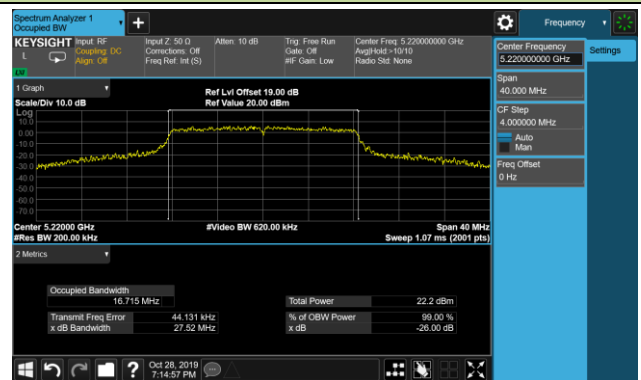 Spectrum Analyzer 1
Occupied BW
+
Frequency
KEYSIGHT
L
Input: RF
Coupling: DC
Align: Off
Input Z: 50 Ω
Corrections: Off
Freq Ref: Int (S)
Atten: 10 dB
Trig: Free Run
Gate: Off
#IF Gain: Low
Center Freq: 5.220000000 GHz
Avg|Hold:>10/10
Radio Std: None
Center Frequency
5.220000000 GHz
Settings
Span
40.000 MHz
CF Step
4.000000 MHz
Auto
Man
Freq Offset
0 Hz
1 Graph
Scale/Div 10.0 dB
Ref Lvl Offset 19.00 dB
Ref Value 20.00 dBm
Log
10.0
0.00
-10.0
-20.0
-30.0
-40.0
-50.0
-60.0
-70.0
Center 5.22000 GHz
#Res BW 200.00 kHz
#Video BW 620.00 kHz
Span 40 MHz
Sweep 1.07 ms (2001 pts)
2 Metrics
Occupied Bandwidth
16.715 MHz
Total Power 22.2 dBm
Transmit Freq Error 44.131 kHz
% of OBW Power 99.00 %
x dB Bandwidth 27.52 MHz
x dB -26.00 dB
?
Oct 28, 2019
7:14:57 PM